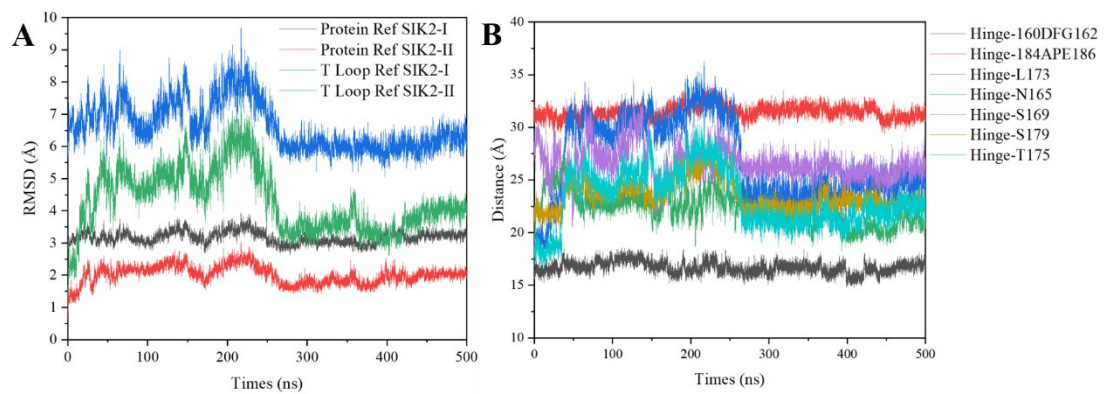 A
10
9
8
7
6
5
4
3
2
1
0
RMSD (Å)
Protein Ref SIK2-I
Protein Ref SIK2-II
T Loop Ref SIK2-I
T Loop Ref SIK2-II
0
100
200
300
400
500
Times (ns)
B
40
35
30
25
20
15
10
Distance (Å)
0
100
200
300
400
500
Times (ns)
Hinge-160DFG162
Hinge-184APE186
Hinge-L173
Hinge-N165
Hinge-S169
Hinge-S179
Hinge-T175